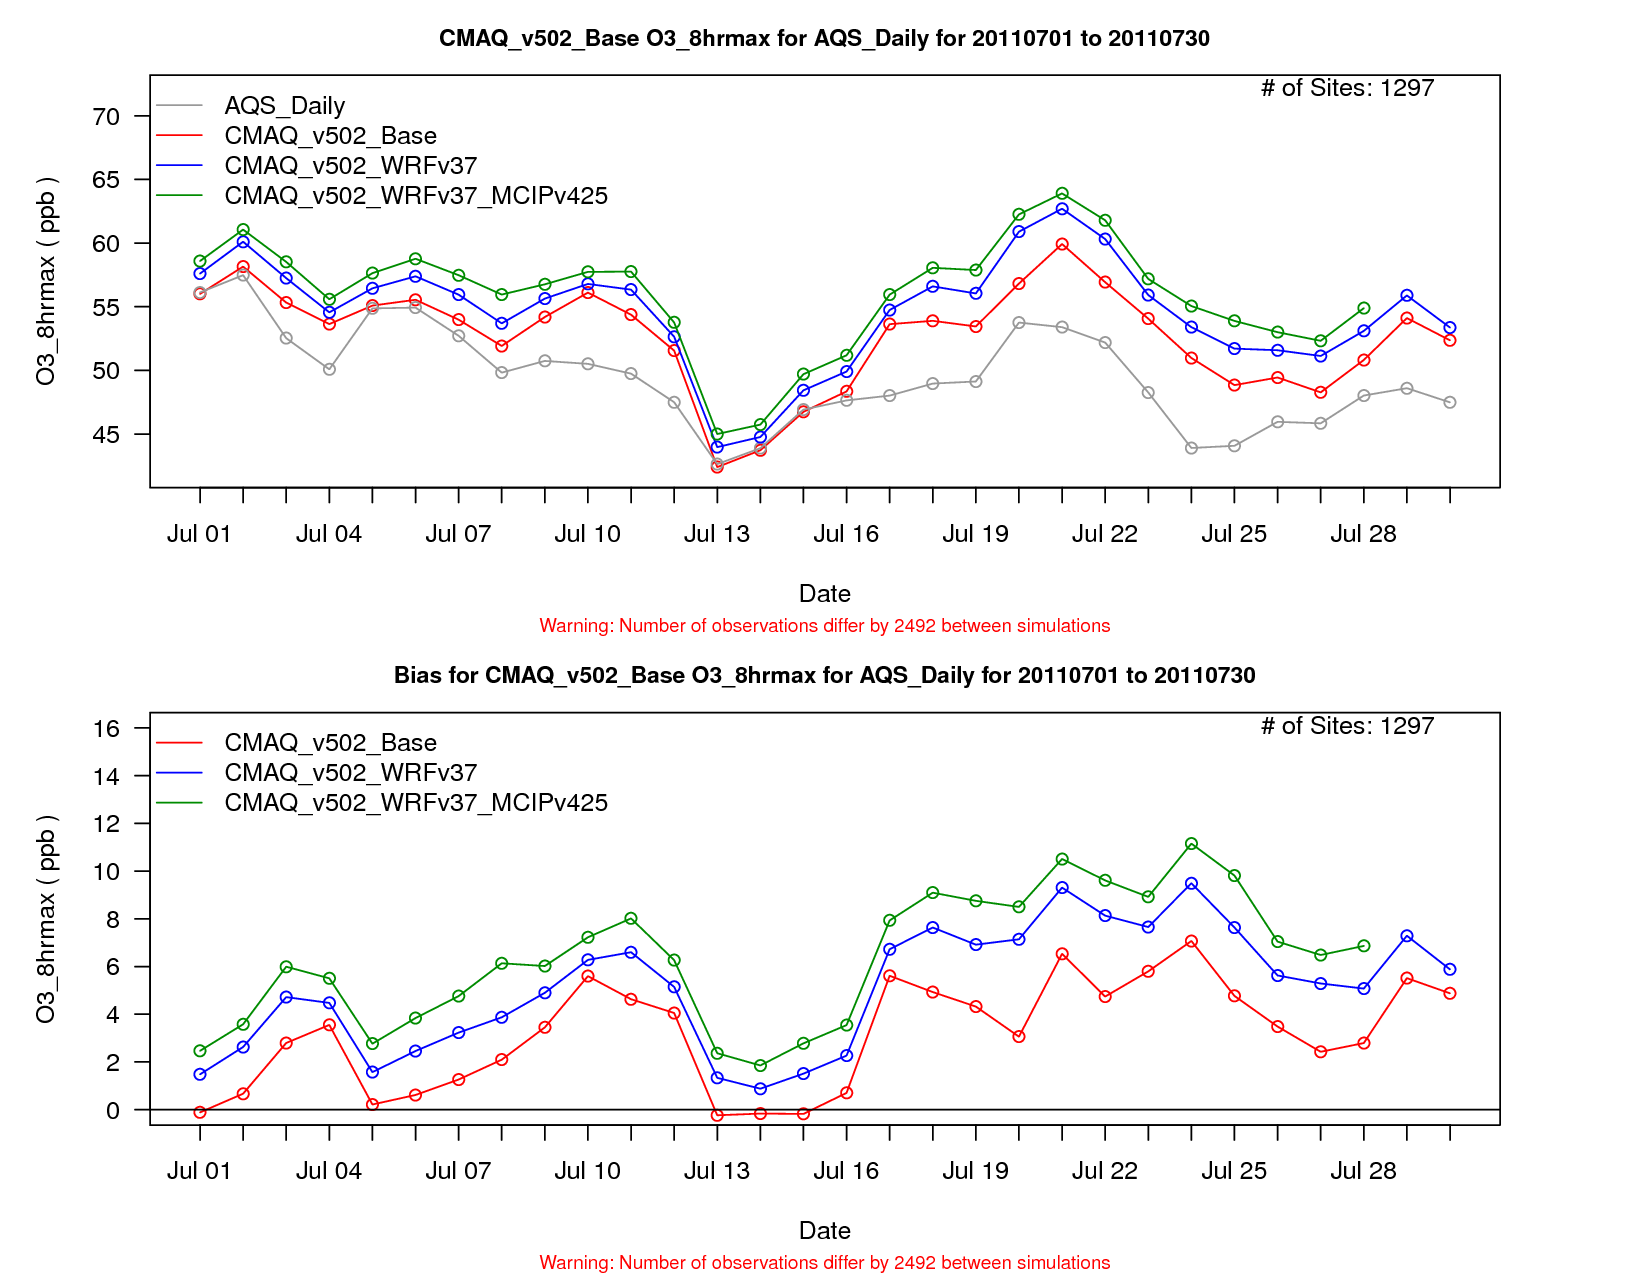 CMAQ_v502_Base O3_8hrmax for AQS_Daily for 20110701 to 20110730
# of Sites: 1297
AQS_Daily
CMAQ_v502_Base
CMAQ_v502_WRFv37
CMAQ_v502_WRFv37_MCIPv425
O3_8hrmax ( ppb )
70
65
60
55
50
45
Jul 01 Jul 04 Jul 07 Jul 10 Jul 13 Jul 16 Jul 19 Jul 22 Jul 25 Jul 28
Date
Warning: Number of observations differ by 2492 between simulations
Bias for CMAQ_v502_Base O3_8hrmax for AQS_Daily for 20110701 to 20110730
# of Sites: 1297
CMAQ_v502_Base
CMAQ_v502_WRFv37
CMAQ_v502_WRFv37_MCIPv425
O3_8hrmax ( ppb )
16
14
12
10
8
6
4
2
0
Jul 01 Jul 04 Jul 07 Jul 10 Jul 13 Jul 16 Jul 19 Jul 22 Jul 25 Jul 28
Date
Warning: Number of observations differ by 2492 between simulations